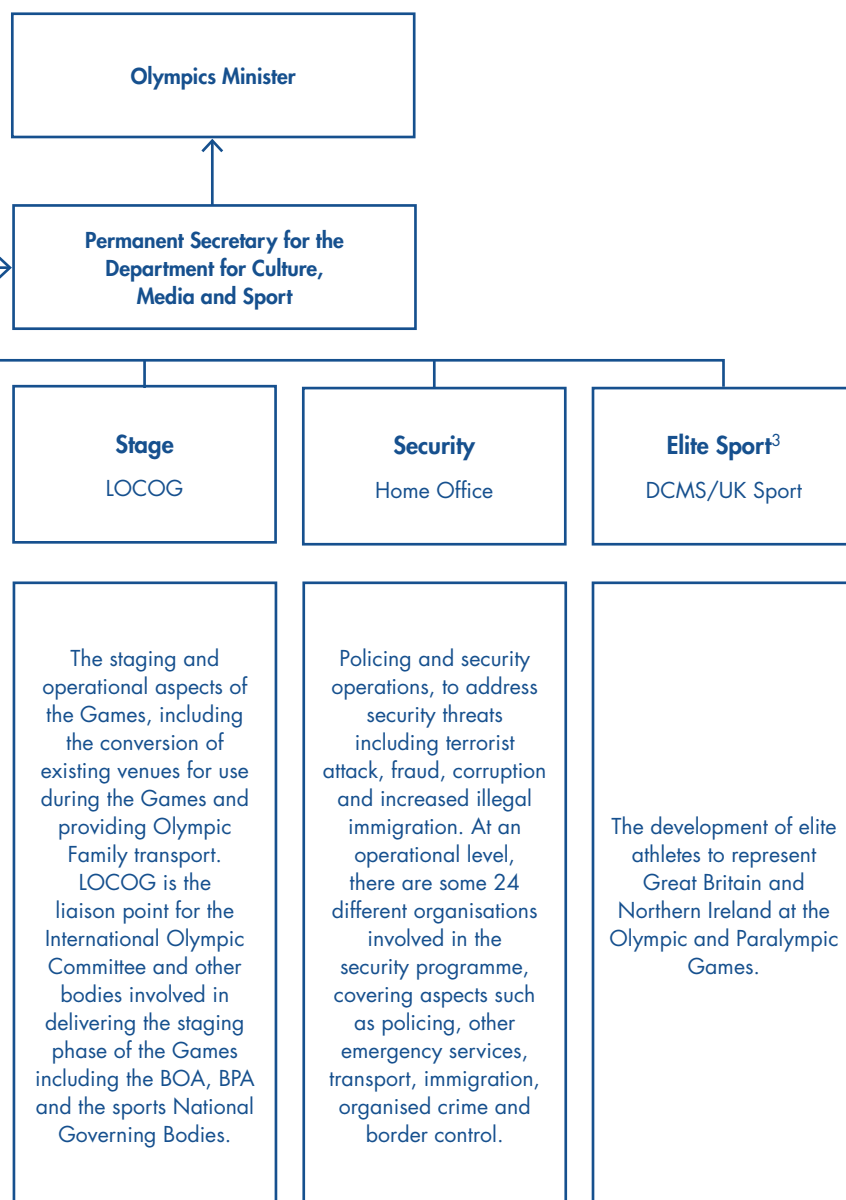 Olympics Minister
Permanent Secretary for the
Department for Culture,
Media and Sport
Stage
LOCOG
Security
Home Office
Elite Sport3
DCMS/UK Sport
The staging and
operational aspects of
the Games, including
the conversion of
existing venues for use
during the Games and
providing Olympic
Family transport.
LOCOG is the
liaison point for the
International Olympic
Committee and other
bodies involved in
delivering the staging
phase of the Games
including the BOA, BPA
and the sports National
Governing Bodies.
Policing and security
operations, to address
security threats
including terrorist
attack, fraud, corruption
and increased illegal
immigration. At an
operational level,
there are some 24
different organisations
involved in the
security programme,
covering aspects such
as policing, other
emergency services,
transport, immigration,
organised crime and
border control.
The development of elite
athletes to represent
Great Britain and
Northern Ireland at the
Olympic and Paralympic
Games.